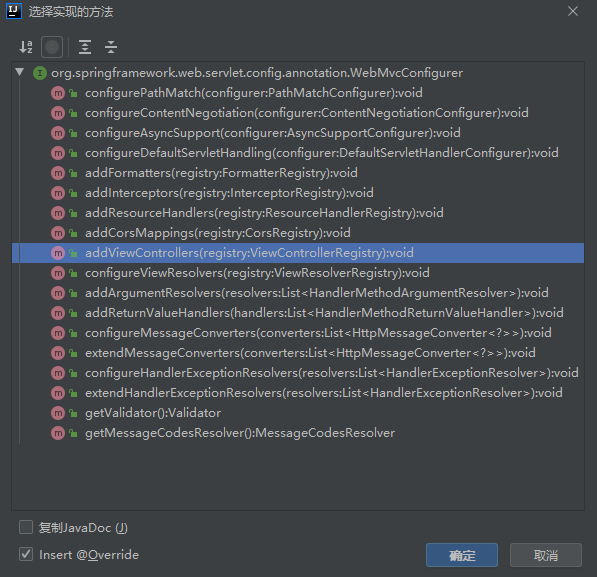 IJ 选择实现的方法
org.springframework.web.servlet.config.annotation.WebMvcConfigurer
configurePathMatch(configurer:PathMatchConfigurer):void
configureContentNegotiation(configurer:ContentNegotiationConfigurer):void
configureAsyncSupport(configurer:AsyncSupportConfigurer):void
configureDefaultServletHandling(configurer:DefaultServletHandlerConfigurer):void
addFormatters(registry:FormatterRegistry):void
addInterceptors(registry:InterceptorRegistry):void
addResourceHandlers(registry:ResourceHandlerRegistry):void
addCorsMappings(registry:CorsRegistry):void
addViewControllers(registry:ViewControllerRegistry):void
configureViewResolvers(registry:ViewResolverRegistry):void
addArgumentResolvers(resolvers:List<HandlerMethodArgumentResolver>):void
addReturnValueHandlers(handlers:List<HandlerMethodReturnValueHandler>):void
configureMessageConverters(converters:List<HttpMessageConverter<?>>):void
extendMessageConverters(converters:List<HttpMessageConverter<?>>):void
configureHandlerExceptionResolvers(resolvers:List<HandlerExceptionResolver>):void
extendHandlerExceptionResolvers(resolvers:List<HandlerExceptionResolver>):void
getValidator():Validator
getMessageCodesResolver():MessageCodesResolver
复制JavaDoc (J)
Insert @Override
确定 取消